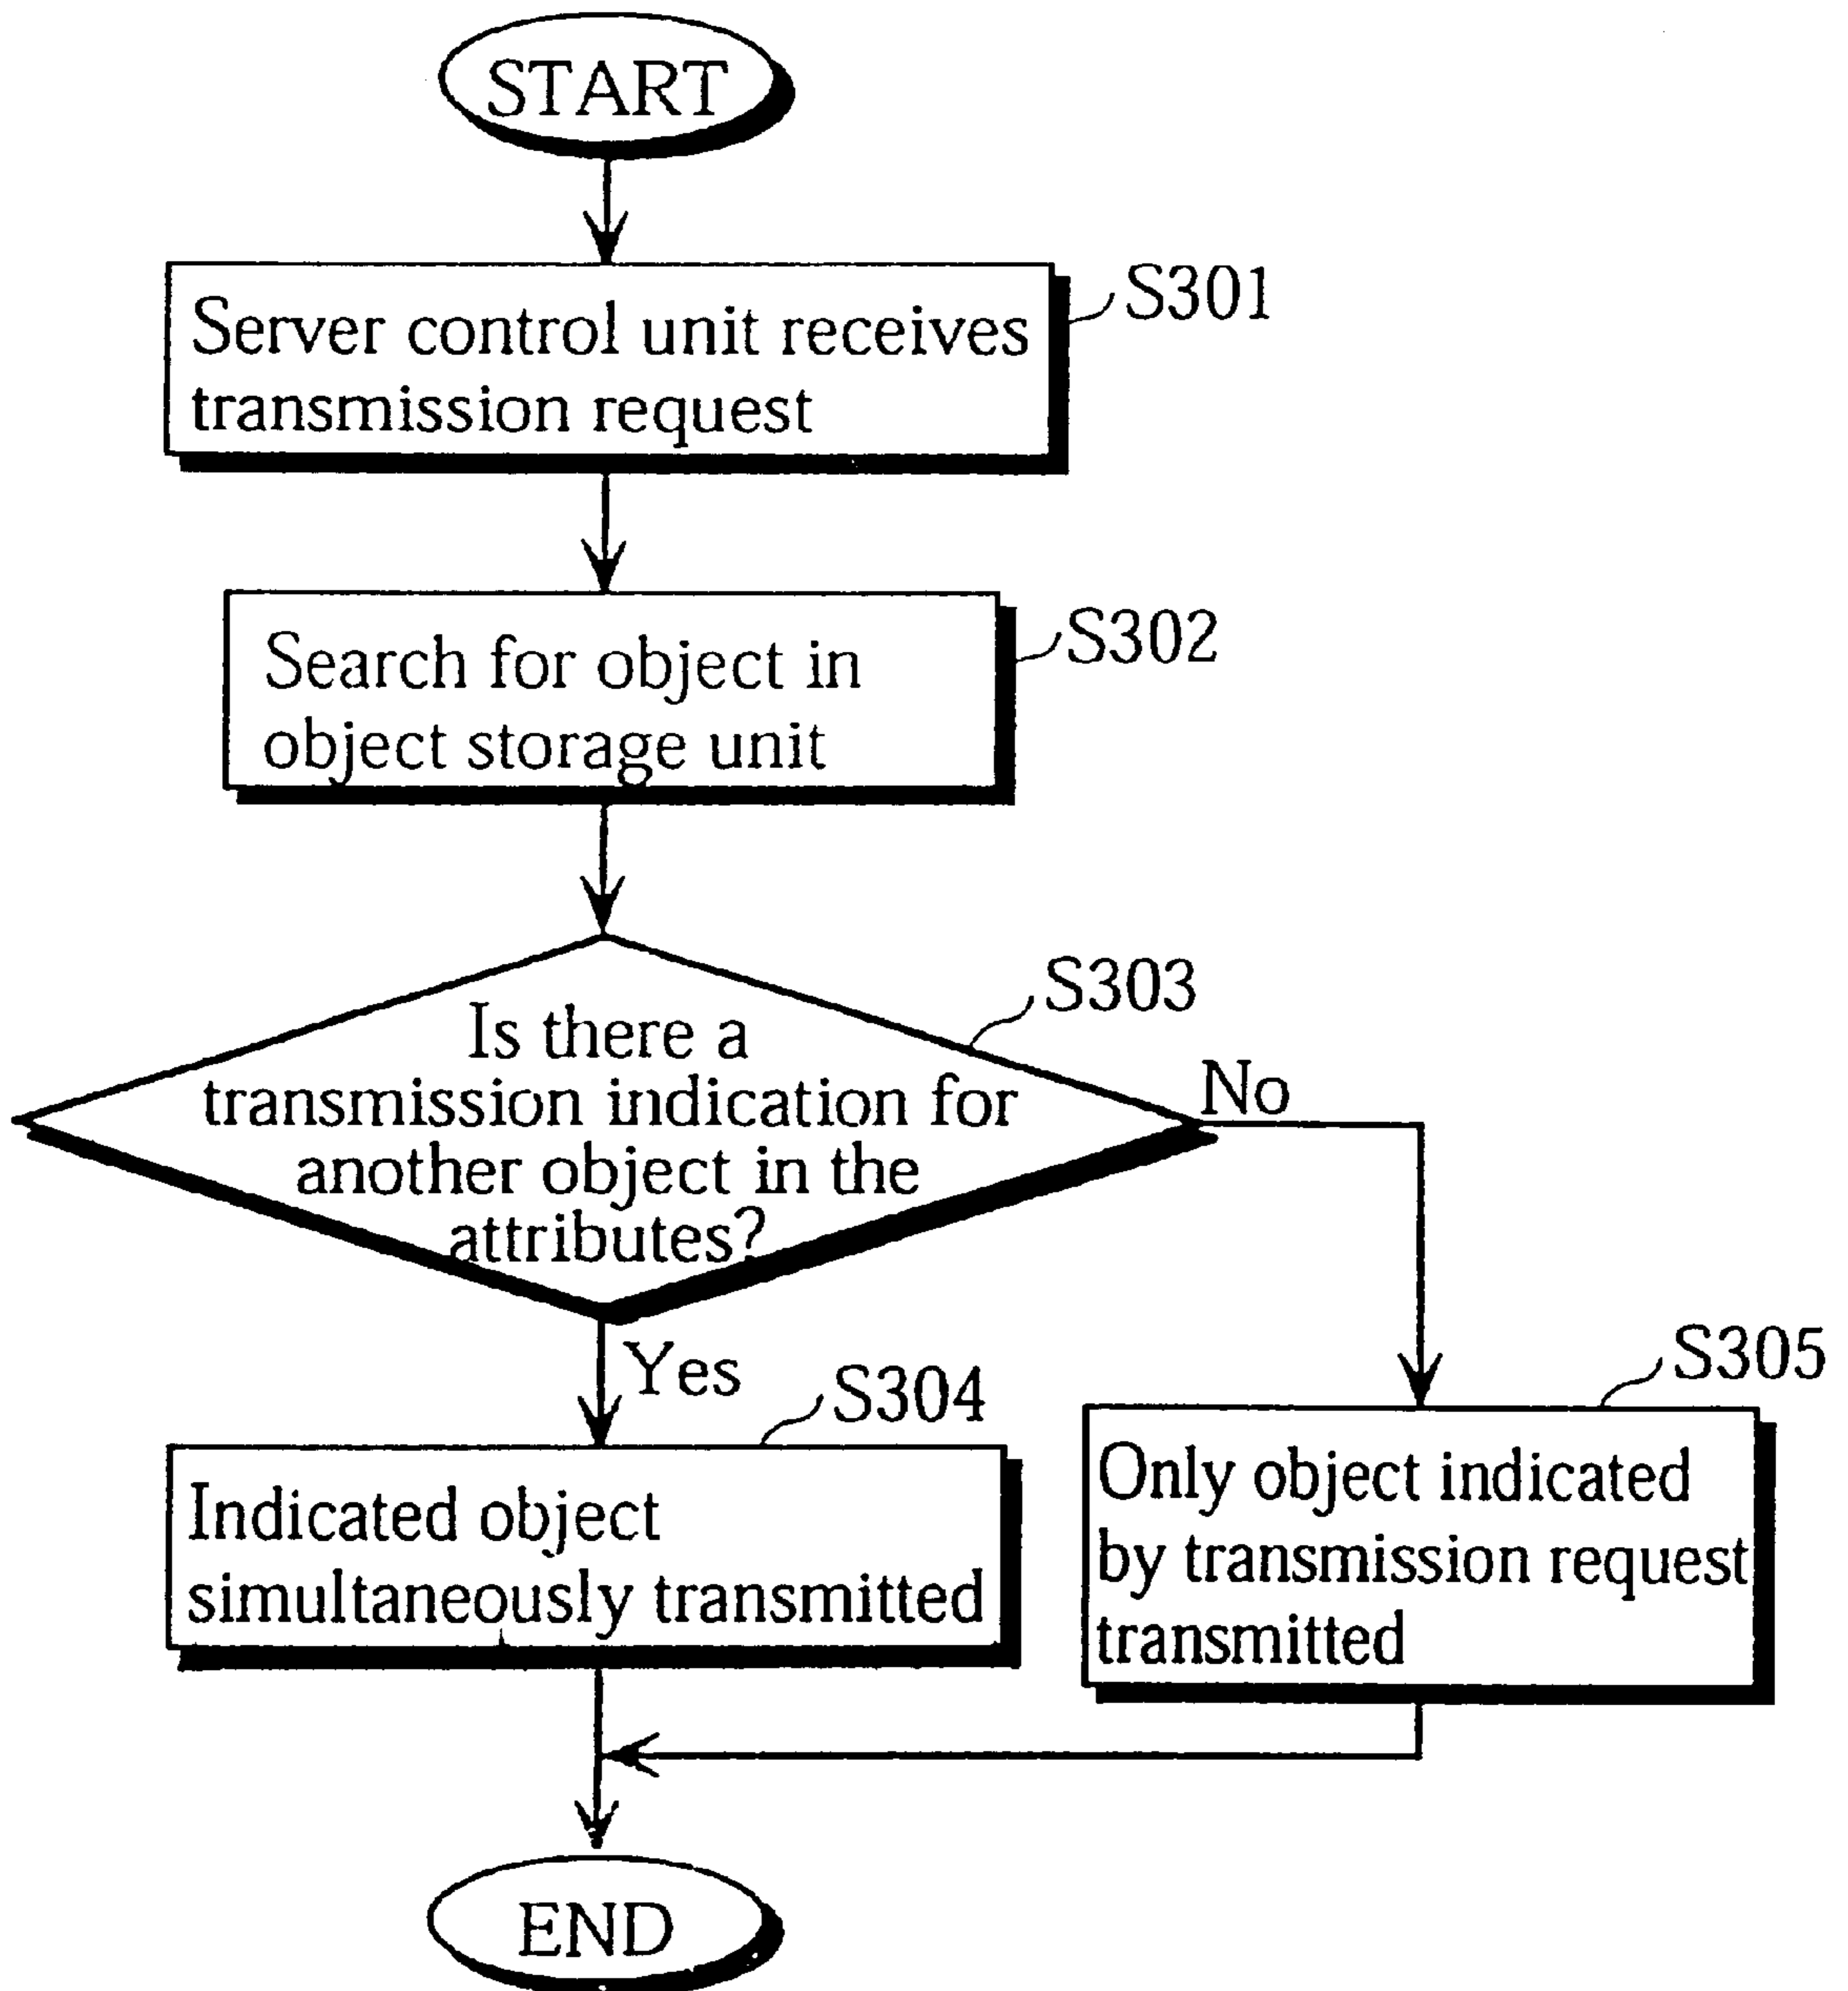 START
S301
Server control unit receives
transmission request
S302
Search for object in
object storage unit
S303
Is there a
transmission indication for
another object in the
attributes?
No
Yes
S304
Indicated object
simultaneously transmitted
S305
Only object indicated
by transmission request
transmitted
END